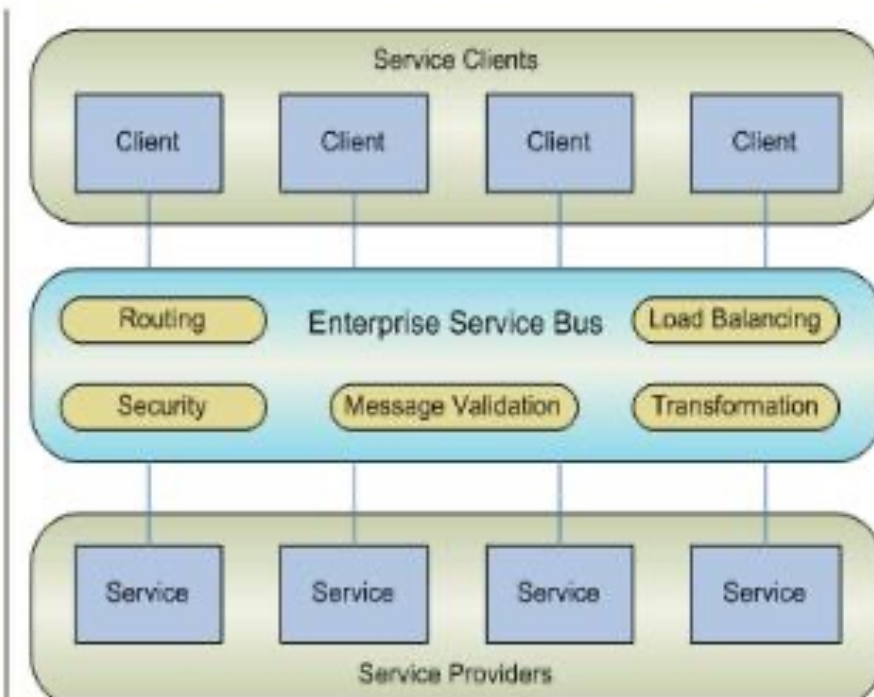 Service Clients
Client Client Client Client
Routing Enterprise Service Bus Load Balancing
Security Message Validation Transformation
Service Service Service Service
Service Providers